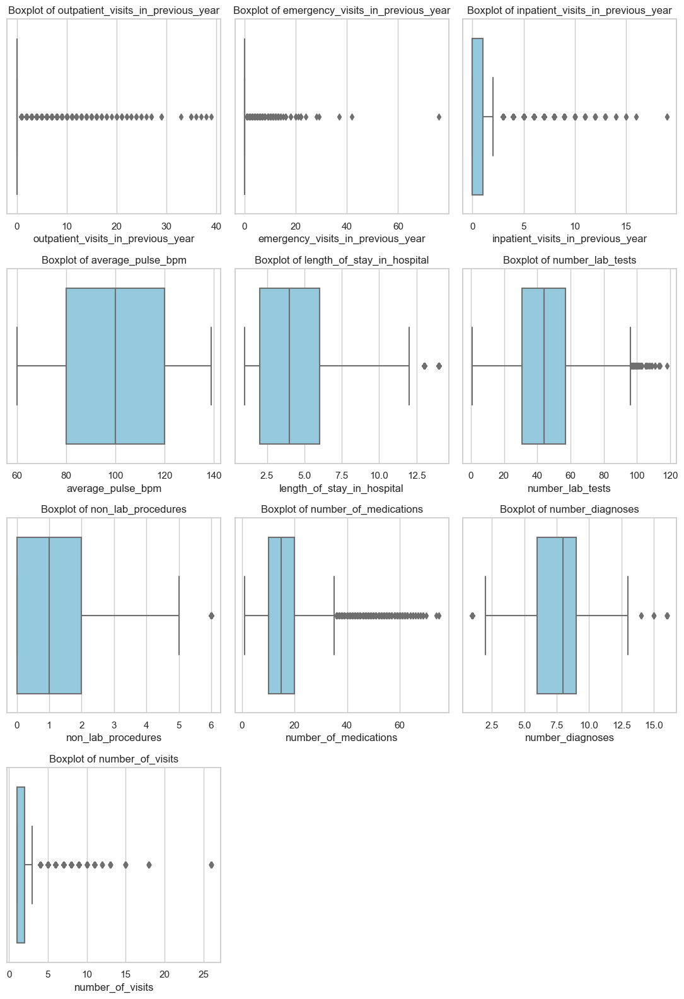 Boxplot of outpatient_visits_in_previous_year
Boxplot of emergency_visits_in_previous_year
Boxplot of inpatient_visits_in_previous_year
0 10 20 30 40
0 20 40 60
0 5 10 15
outpatient_visits_in_previous_year
emergency_visits_in_previous_year
inpatient_visits_in_previous_year
Boxplot of average_pulse_bpm
Boxplot of length_of_stay_in_hospital
Boxplot of number_lab_tests
60 80 100 120 140
2.5 5.0 7.5 10.0 12.5
0 20 40 60 80 100 120
average_pulse_bpm
length_of_stay_in_hospital
number_lab_tests
Boxplot of non_lab_procedures
Boxplot of number_of_medications
Boxplot of number_diagnoses
0 1 2 3 4 5 6
0 20 40 60
2.5 5.0 7.5 10.0 12.5 15.0
non_lab_procedures
number_of_medications
number_diagnoses
Boxplot of number_of_visits
0 5 10 15 20 25
number_of_visits